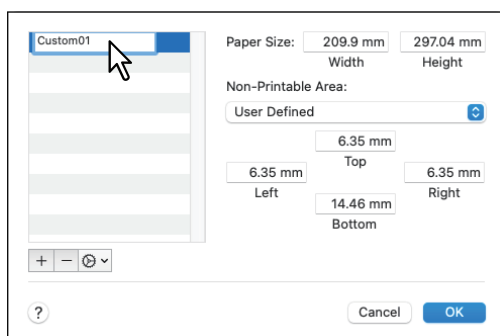 Custom01
Paper Size: 209.9 mm 297.04 mm
Width Height
Non-Printable Area:
User Defined
6.35 mm
Top
6.35 mm 6.35 mm
Left Right
14.46 mm
Bottom
+ −
? Cancel OK